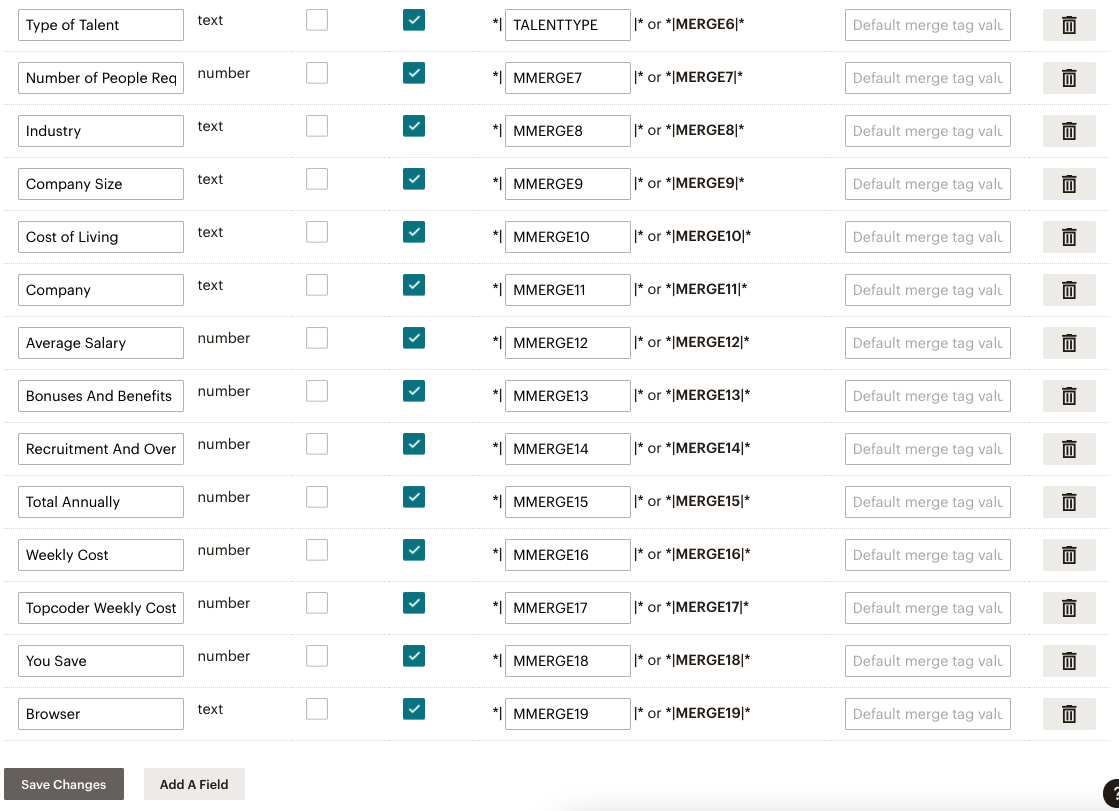 Type of Talent text *| TALENTTYPE |* or *|MERGE6|* Default merge tag valu
Number of People Req number *| MMERGE7 |* or *|MERGE7|* Default merge tag valu
Industry text *| MMERGE8 |* or *|MERGE8|* Default merge tag valu
Company Size text *| MMERGE9 |* or *|MERGE9|* Default merge tag valu
Cost of Living text *| MMERGE10 |* or *|MERGE10|* Default merge tag valu
Company text *| MMERGE11 |* or *|MERGE11|* Default merge tag valu
Average Salary number *| MMERGE12 |* or *|MERGE12|* Default merge tag valu
Bonuses And Benefits number *| MMERGE13 |* or *|MERGE13|* Default merge tag valu
Recruitment And Over number *| MMERGE14 |* or *|MERGE14|* Default merge tag valu
Total Annually number *| MMERGE15 |* or *|MERGE15|* Default merge tag valu
Weekly Cost number *| MMERGE16 |* or *|MERGE16|* Default merge tag valu
Topcoder Weekly Cost number *| MMERGE17 |* or *|MERGE17|* Default merge tag valu
You Save number *| MMERGE18 |* or *|MERGE18|* Default merge tag valu
Browser text *| MMERGE19 |* or *|MERGE19|* Default merge tag valu
Save Changes Add A Field